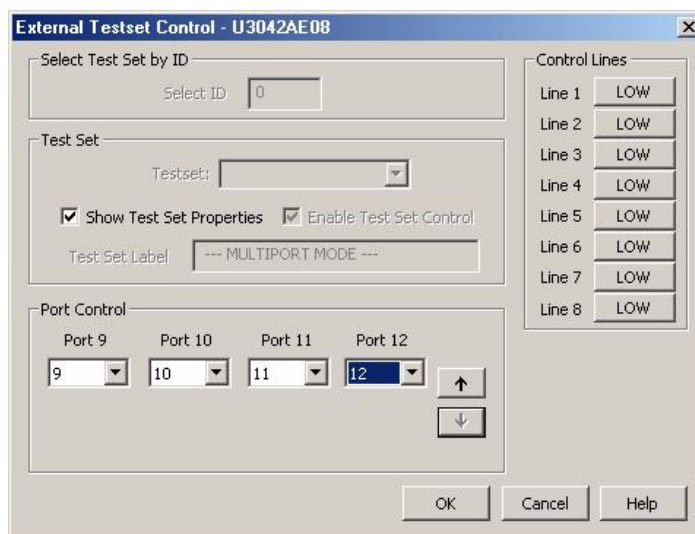 External Testset Control - U3042AE08
Select Test Set by ID
Select ID 0
Test Set
Testset:
Show Test Set Properties Enable Test Set Control
Test Set Label --- MULTIPORT MODE ---
Port Control
Port 9 Port 10 Port 11 Port 12
9 10 11 12
Control Lines
Line 1 LOW
Line 2 LOW
Line 3 LOW
Line 4 LOW
Line 5 LOW
Line 6 LOW
Line 7 LOW
Line 8 LOW
OK Cancel Help